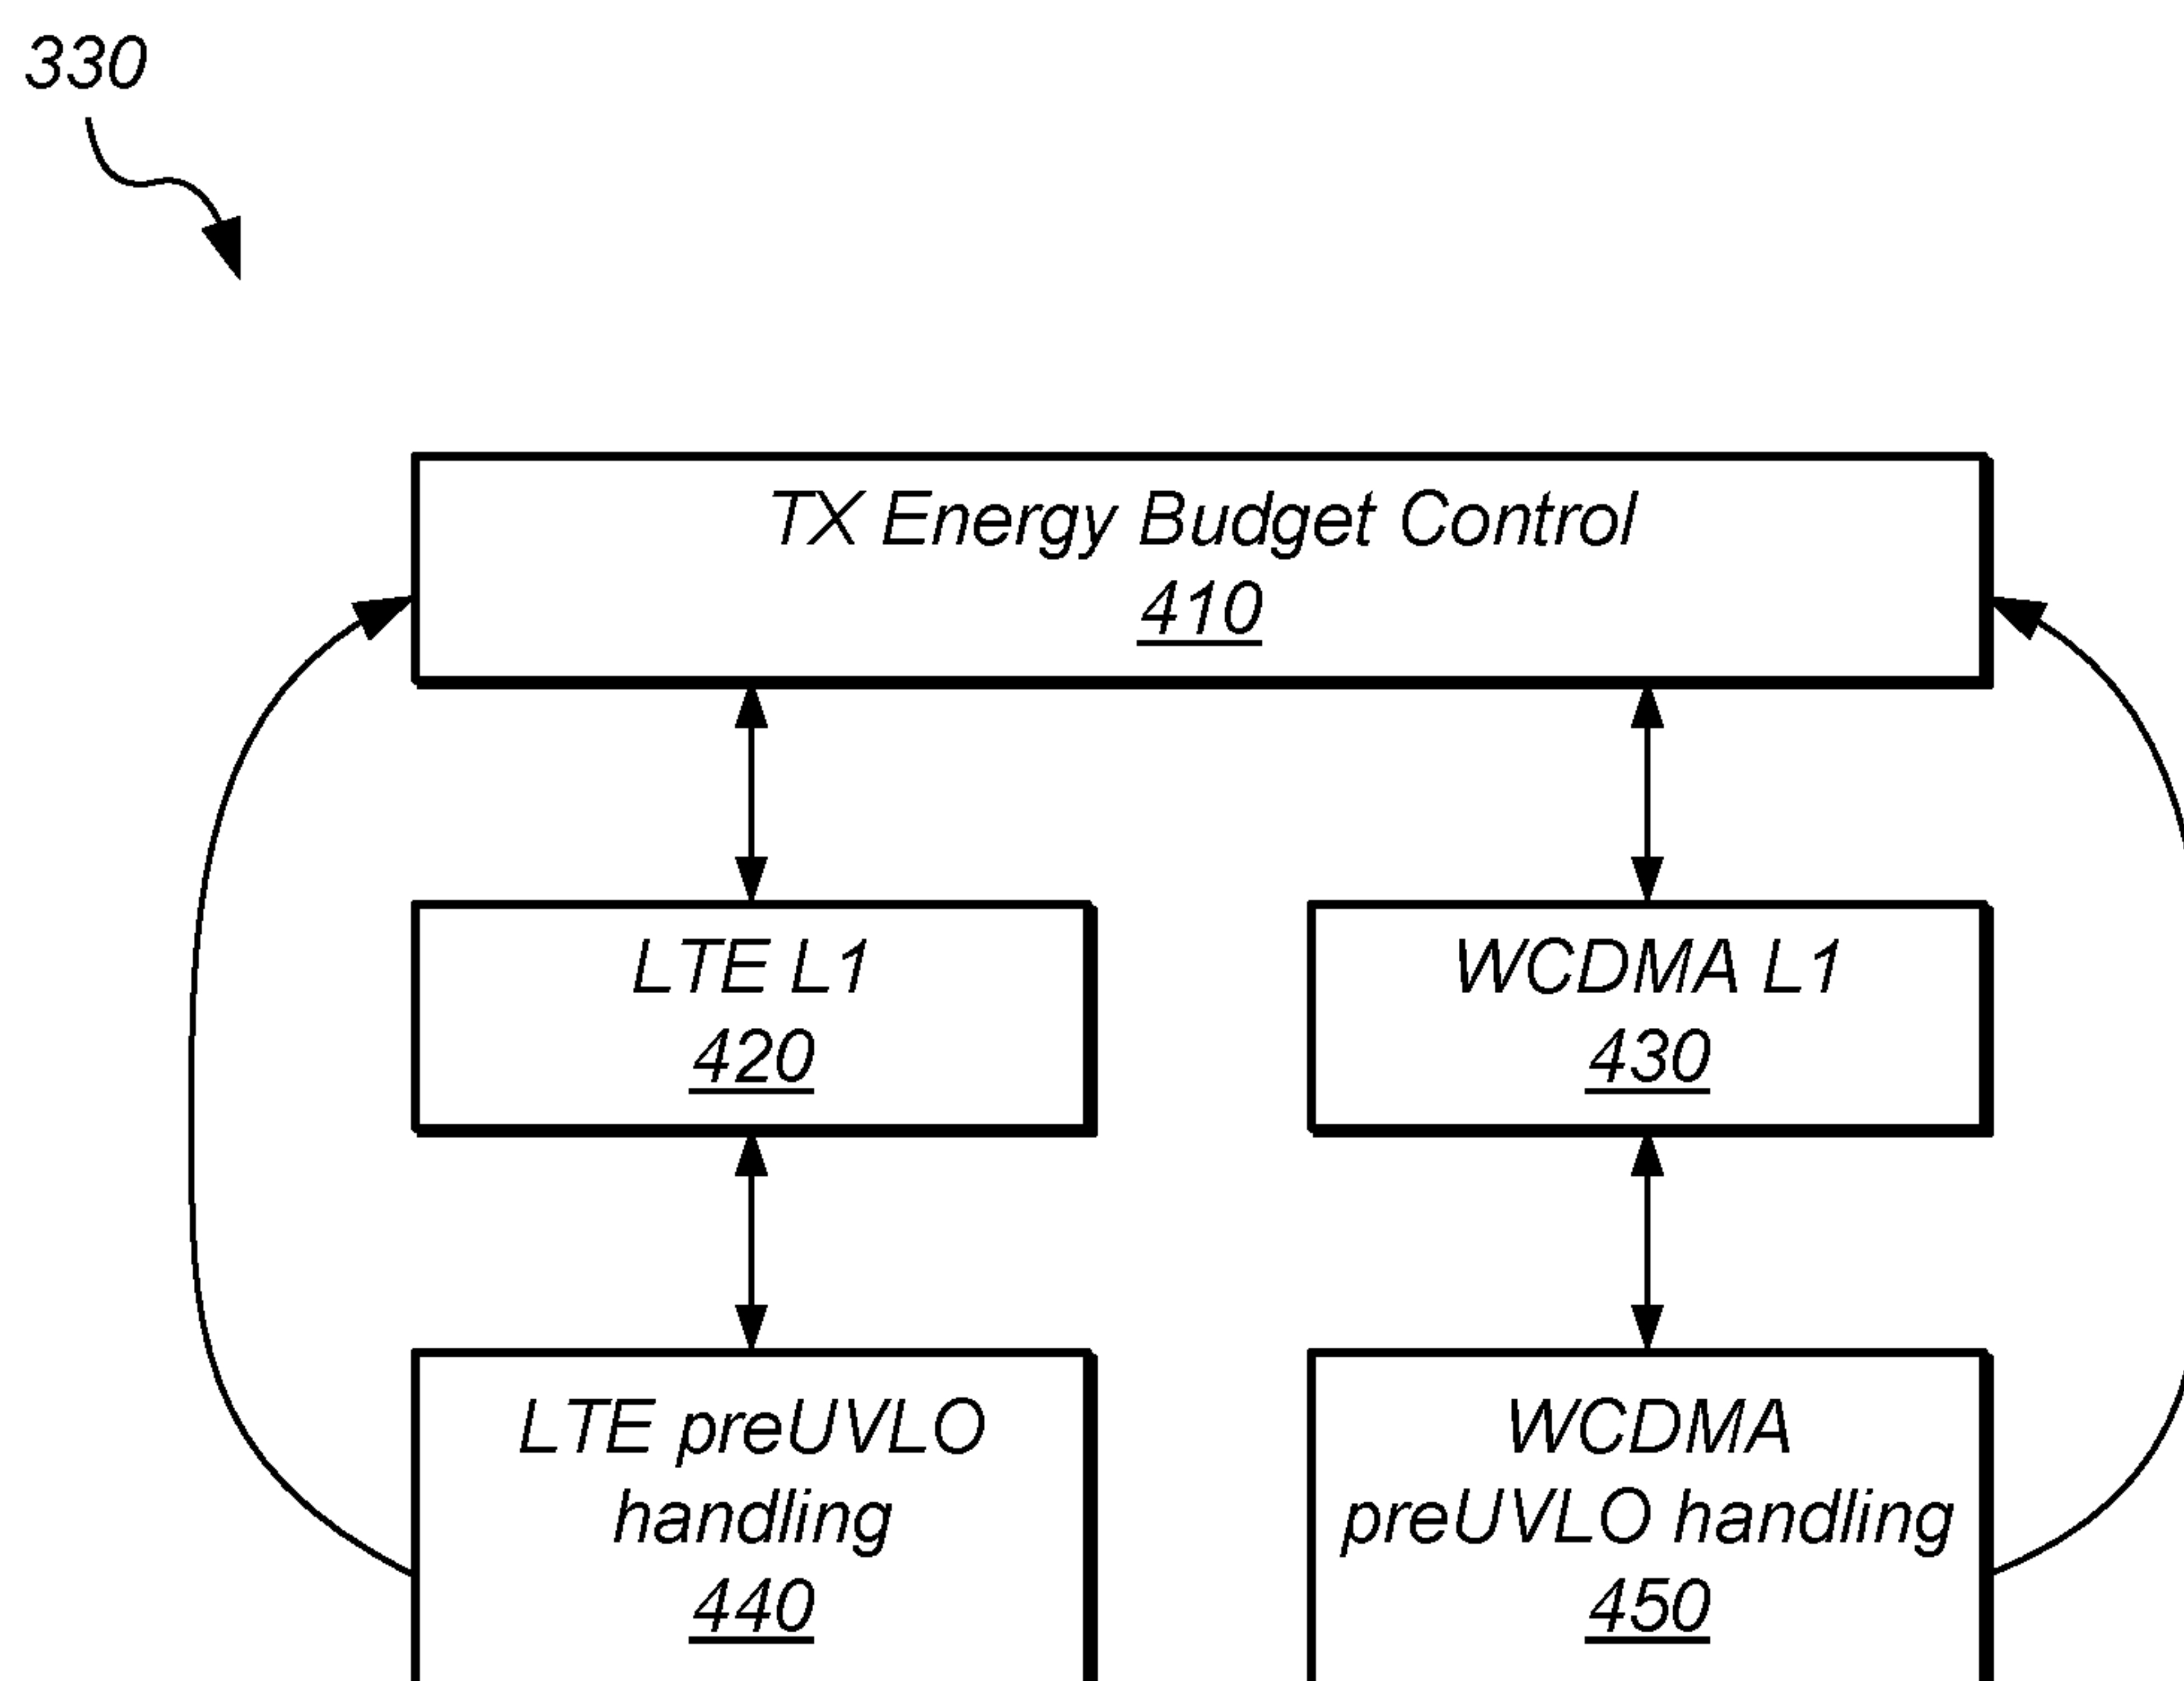 330
TX Energy Budget Control
410
LTE L1
420
WCDMA L1
430
LTE preUVLO
handling
440
WCDMA
preUVLO handling
450